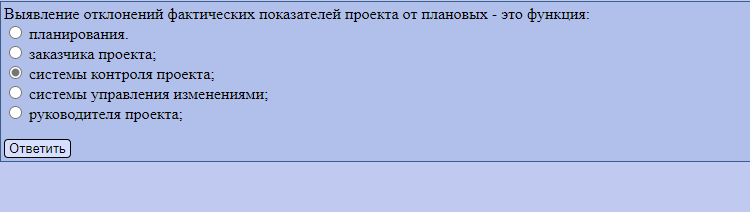 Выявление отклонений фактических показателей проекта от плановых - это функция:
планирования.
заказчика проекта;
системы контроля проекта;
системы управления изменениями;
руководителя проекта;
Ответить